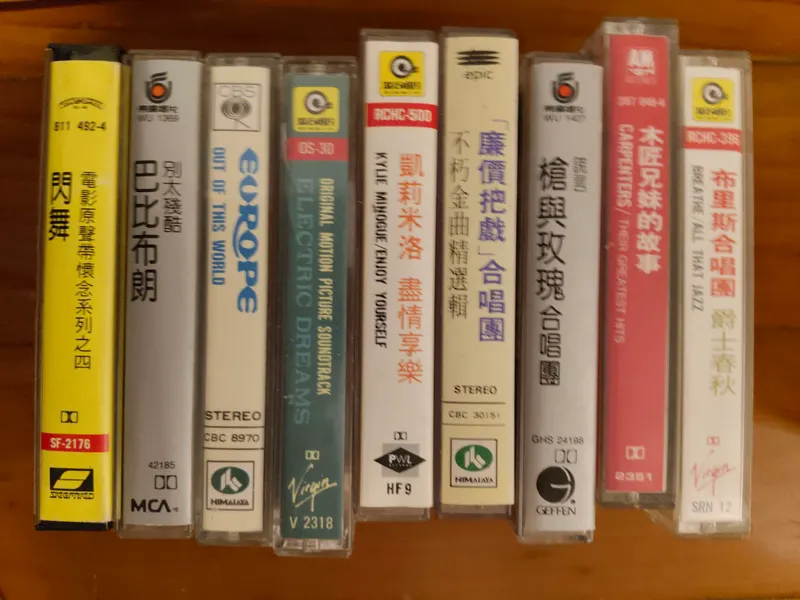 811 492-4
電影原聲帶懷念系列之四
閃舞
SF-2176
WU 1369
別太殘酷
巴比布朗
42185
MCA
CBS
EUROPE
OUT OF THIS WORLD
STEREO
CBC 8970
HIMALAYA
OS-30
ORIGINAL MOTION PICTURE SOUNDTRACK
ELECTRIC DREAMS
Virgin
V 2318
RCHC-500
凱莉米洛 盡情享樂
KYLIE MINOGUE/ENJOY YOURSELF
PWL
HF9
epic
「廉價把戲」合唱團
不朽金曲精選輯
STEREO
CBC 30151
HIMALAYA
WU 1407
謊言
槍與玫瑰合唱團
GHS 24198
GEFFEN
A&M
木匠兄妹的故事
CARPENTERS/THEIR GREATEST HITS
2351
RCHC-396
布里斯合唱團 爵士春秋
BREATHE/ALL THAT JAZZ
Virgin
SRN 12